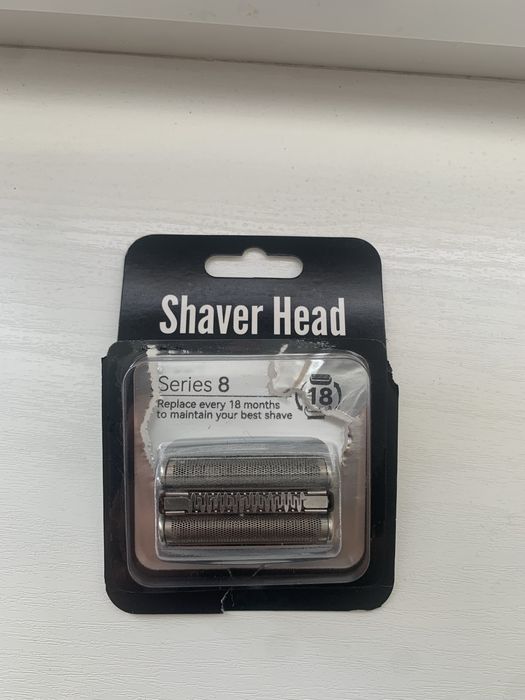 Shaver Head
Series 8
Replace every 18 months
to maintain your best shave
18